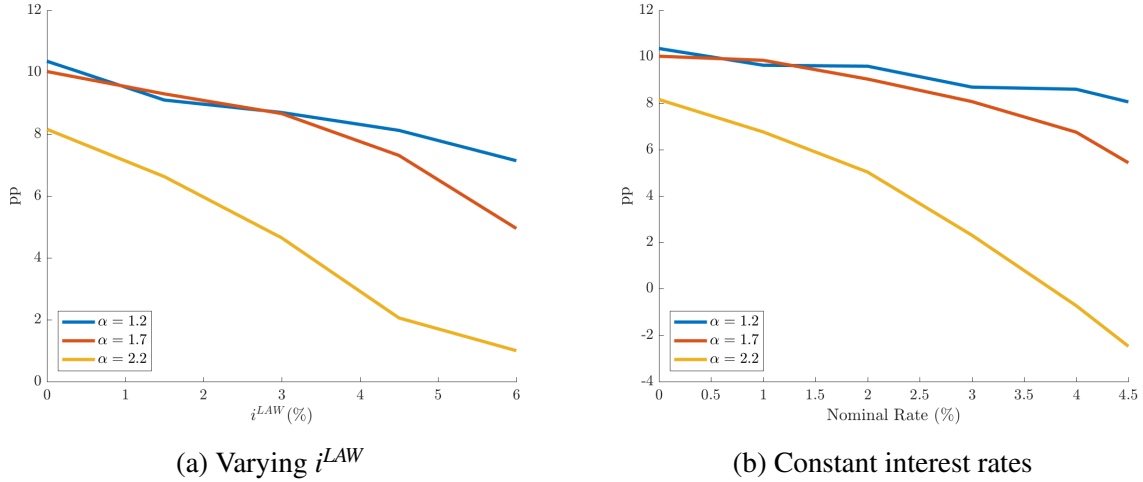 12
10
8
6
4
2
0
pp
α = 1.2
α = 1.7
α = 2.2
0 1 2 3 4 5 6
i^{LAW}(%)
(a) Varying i^{LAW}
12
10
8
6
4
2
0
-2
-4
pp
α = 1.2
α = 1.7
α = 2.2
0 0.5 1 1.5 2 2.5 3 3.5 4 4.5
Nominal Rate (%)
(b) Constant interest rates